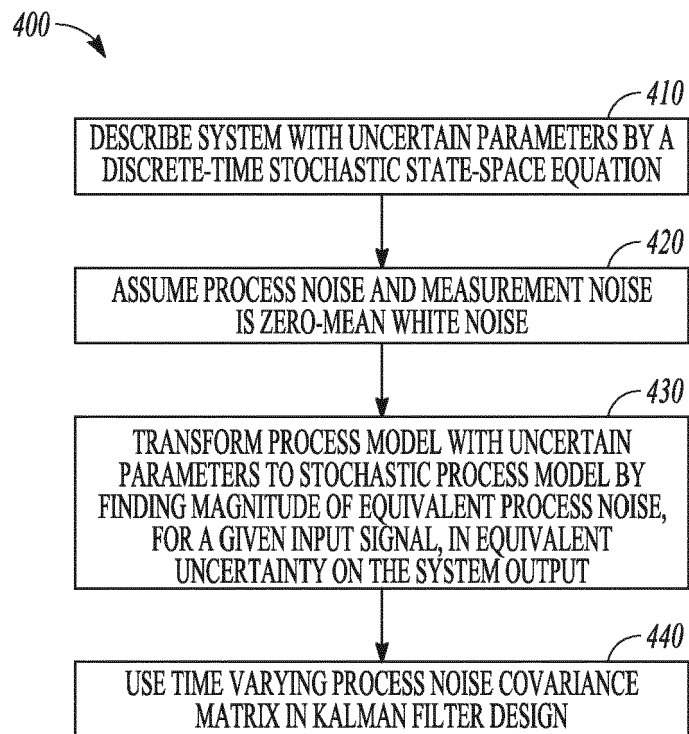 400
410
DESCRIBE SYSTEM WITH UNCERTAIN PARAMETERS BY A
DISCRETE-TIME STOCHASTIC STATE-SPACE EQUATION
420
ASSUME PROCESS NOISE AND MEASUREMENT NOISE
IS ZERO-MEAN WHITE NOISE
430
TRANSFORM PROCESS MODEL WITH UNCERTAIN
PARAMETERS TO STOCHASTIC PROCESS MODEL BY
FINDING MAGNITUDE OF EQUIVALENT PROCESS NOISE,
FOR A GIVEN INPUT SIGNAL, IN EQUIVALENT
UNCERTAINTY ON THE SYSTEM OUTPUT
440
USE TIME VARYING PROCESS NOISE COVARIANCE
MATRIX IN KALMAN FILTER DESIGN